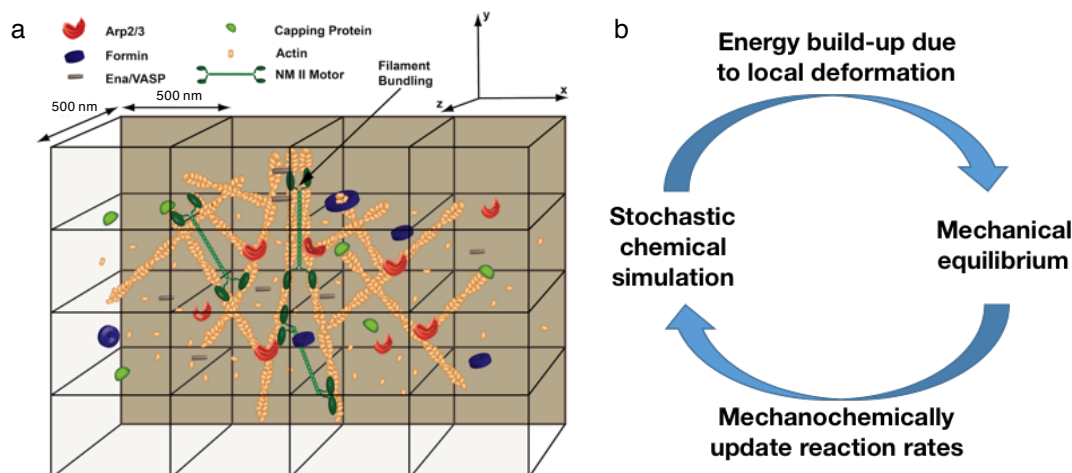 a
Arp2/3
Formin
Ena/VASP
Capping Protein
Actin
NM II Motor
Filament
Bundling
500 nm
500 nm
y
x
z
b
Energy build-up due
to local deformation
Stochastic
chemical
simulation
Mechanical
equilibrium
Mechanochemically
update reaction rates